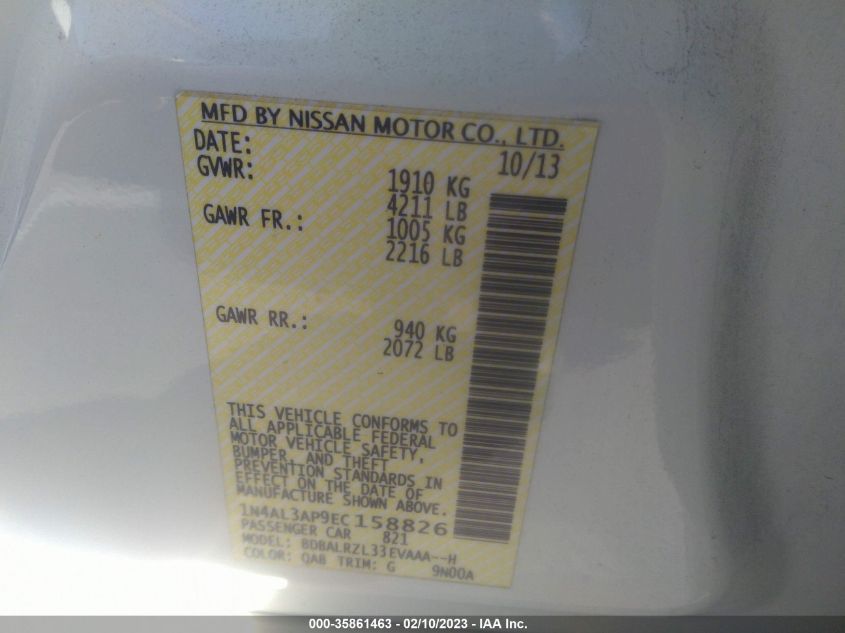 MFD BY NISSAN MOTOR CO., LTD.
DATE: 10/13
GVWR: 1910 KG
4211 LB
GAWR FR.: 1005 KG
2216 LB
GAWR RR.: 940 KG
2072 LB
THIS VEHICLE CONFORMS TO
ALL APPLICABLE FEDERAL
MOTOR VEHICLE SAFETY,
BUMPER, AND THEFT
PREVENTION STANDARDS IN
EFFECT ON THE DATE OF
MANUFACTURE SHOWN ABOVE.
1N4AL3AP9EC158826
PASSENGER CAR 821
MODEL: BDBALRZL33EVAAA--H
COLOR: QAB TRIM: G 9N00A
000-35861463 - 02/10/2023 - IAA Inc.